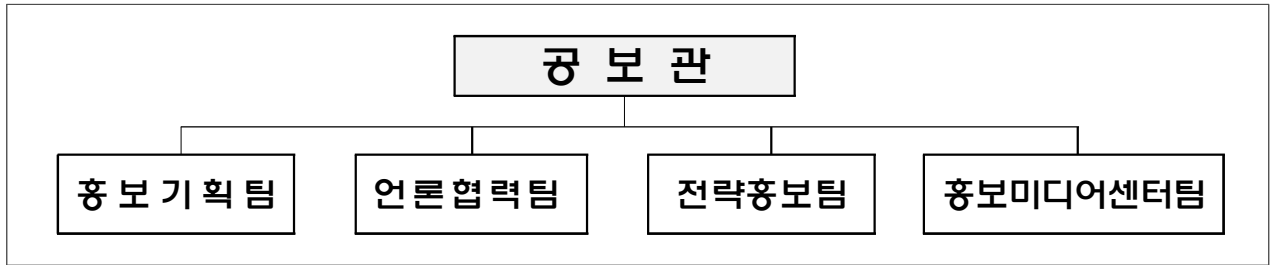 공 보 관
홍 보 기 획 팀
언 론 협 력 팀
전략홍보팀
홍보미디어센터팀